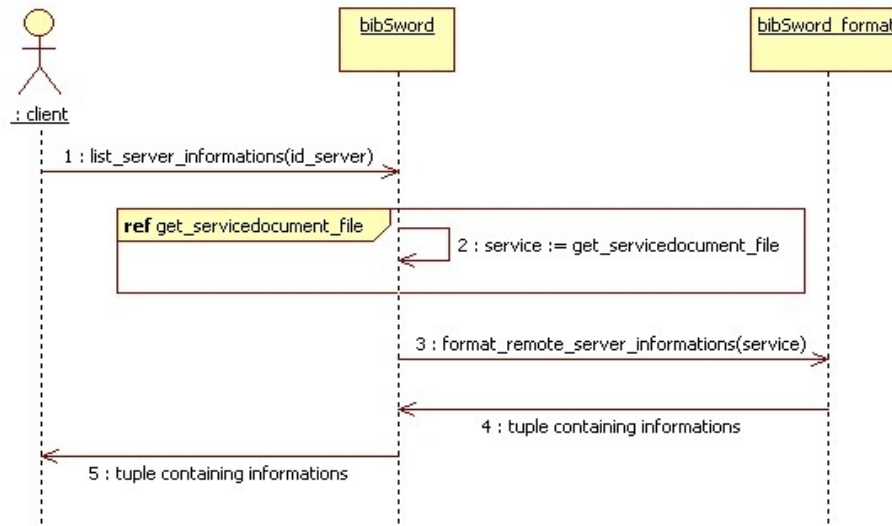 bibSword
bibSword_format
: client
1 : list_server_informations(id_server)
ref get_servicedocument_file
2 : service := get_servicedocument_file
3 : format_remote_server_informations(service)
4 : tuple containing informations
5 : tuple containing informations